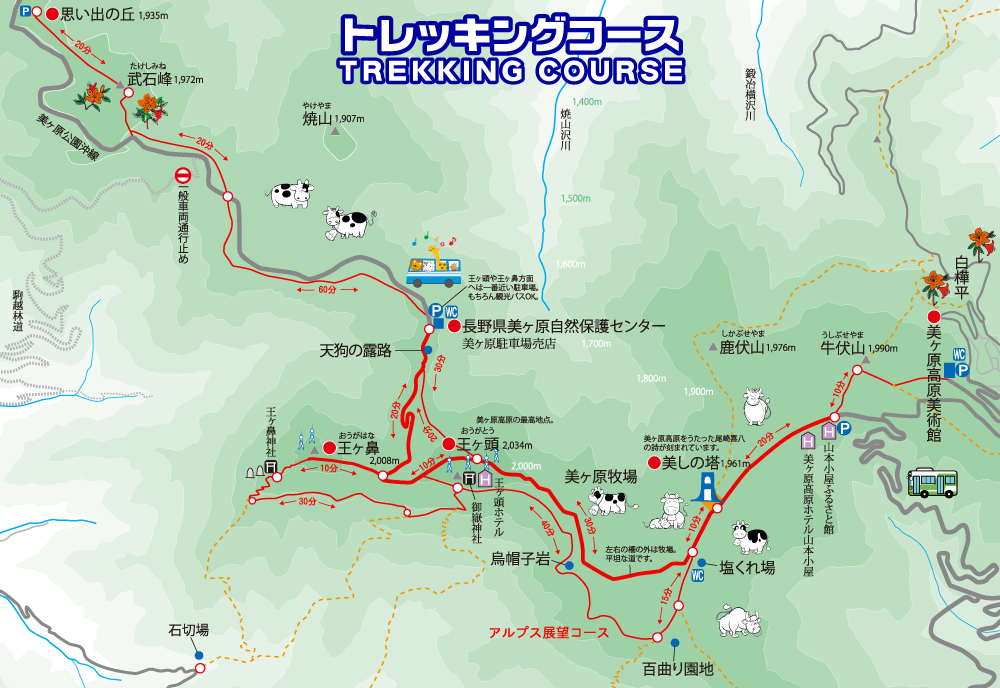 トレッキングコース
TREKKING COURSE
P
思い出の丘 1,935m
20分
たけしみね
武石峰 1,972m
美ヶ原公園沖線
20分
一般車両通行止め
やけやま
焼山 1,907m
焼山沢川
鍛冶横沢川
1,400m
1,500m
1,600m
1,700m
1,800m
1,900m
2,000m
駒越林道
60分
王ヶ頭や王ヶ鼻方面
へは一番近い駐車場。
もちろん観光バスOK。
P
WC
長野県美ヶ原自然保護センター
美ヶ原駐車場売店
天狗の露路
30分
20分
20分
美ヶ原高原の最高地点。
おうがとう
王ヶ頭 2,034m
王ヶ鼻神社
おうがはな
王ヶ鼻
2,008m
10分
10分
30分
御嶽神社
H
王ヶ頭ホテル
40分
30分
烏帽子岩
美ヶ原牧場
美ヶ原高原をうたった尾崎喜八
の詩が刻まれています。
美しの塔 1,961m
左右の柵の外は牧場。
平坦な道です。
10分
塩くれ場
WC
15分
アルプス展望コース
百曲り園地
石切場
20分
しかぶせやま
鹿伏山 1,976m
うしぶせやま
牛伏山 1,990m
10分
P
H
山本小屋ふるさと館
H
美ヶ原高原ホテル山本小屋
白樺平
美ヶ原高原美術館
WC
P